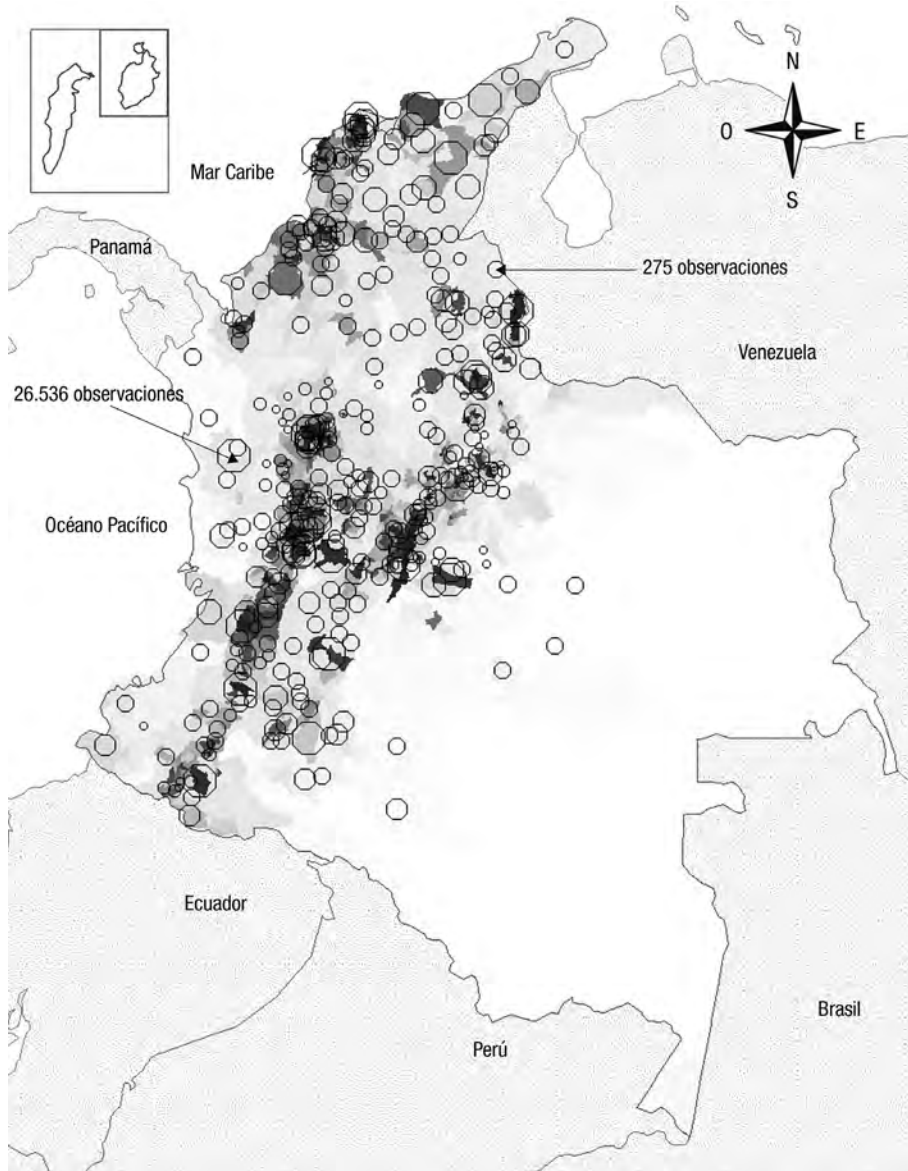 N
O
E
S
Mar Caribe
Panamá
275 observaciones
Venezuela
26.536 observaciones
Océano Pacífico
Ecuador
Brasil
Perú